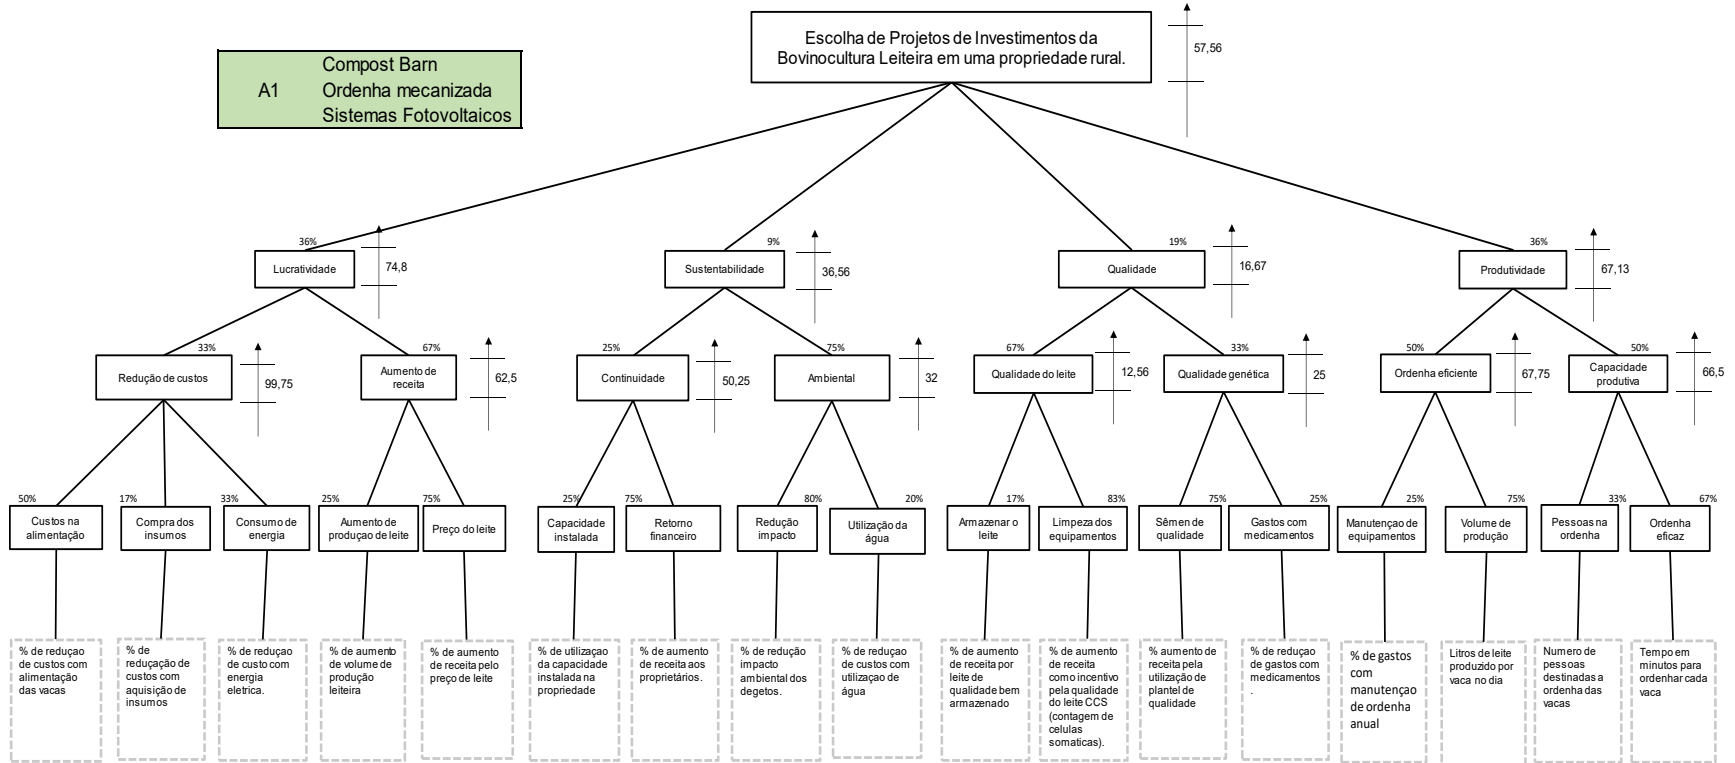 Escolha de Projetos de Investimentos da
Bovinocultura Leiteira em uma propriedade rural.
57,56
Compost Barn
A1 Ordenha mecanizada
Sistemas Fotovoltaicos
36%
Lucratividade
74,8
9%
Sustentabilidade
36,56
19%
Qualidade
16,67
36%
Produtividade
67,13
33%
Redução de custos
99,75
67%
Aumento de
receita
62,5
25%
Continuidade
50,25
75%
Ambiental
32
67%
Qualidade do leite
12,56
33%
Qualidade genética
25
50%
Ordenha eficiente
67,75
50%
Capacidade
produtiva
66,5
50%
Custos na
alimentação
17%
Compra dos
insumos
33%
Consumo de
energia
25%
Aumento de
produçao de leite
75%
Preço do leite
25%
Capacidade
instalada
75%
Retorno
financeiro
80%
Redução
impacto
20%
Utilização da
água
17%
Armazenar o
leite
83%
Limpeza dos
equipamentos
75%
Sêmen de
qualidade
25%
Gastos com
medicamentos
25%
Manutençao de
equipamentos
75%
Volume de
produção
33%
Pessoas na
ordenha
67%
Ordenha
eficaz
% de reduçao
de custos com
alimentação
das vacas
% de
reduçação de
custos com
aquisição de
insumos
% de reduçao
de custo com
energia
eletrica.
% de aumento
de volume de
produção
leiteira
% de aumento
de receita pelo
preço de leite
% de utilizaçao
da capacidade
instalada na
propriedade
% de aumento
de receita aos
proprietários.
% de redução
impacto
ambiental dos
degetos.
% de reduçao
de custos com
utilizaçao de
água
% de aumento
de receita por
leite de
qualidade bem
armazenado
% de aumento
de receita
como incentivo
pela qualidade
do leite CCS
(contagem de
celulas
somaticas).
% aumento de
receita pela
utilização de
plantel de
qualidade
% de reduçao
de gastos com
medicamentos
.
% de gastos
com
manutençao
de ordenha
anual
Litros de leite
produzido por
vaca no dia
Numero de
pessoas
destinadas a
ordenha das
vacas
Tempo em
minutos para
ordenhar cada
vaca